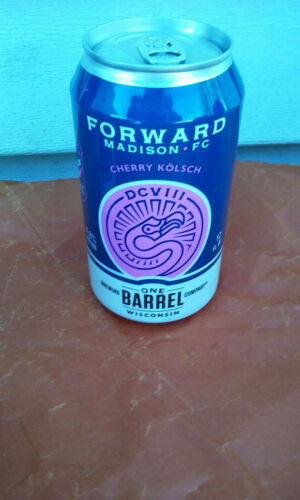 FORWARD
MADISON • FC
CHERRY KÖLSCH
DCVIII
BREWING ONE COMPANY
BARREL
WISCONSIN